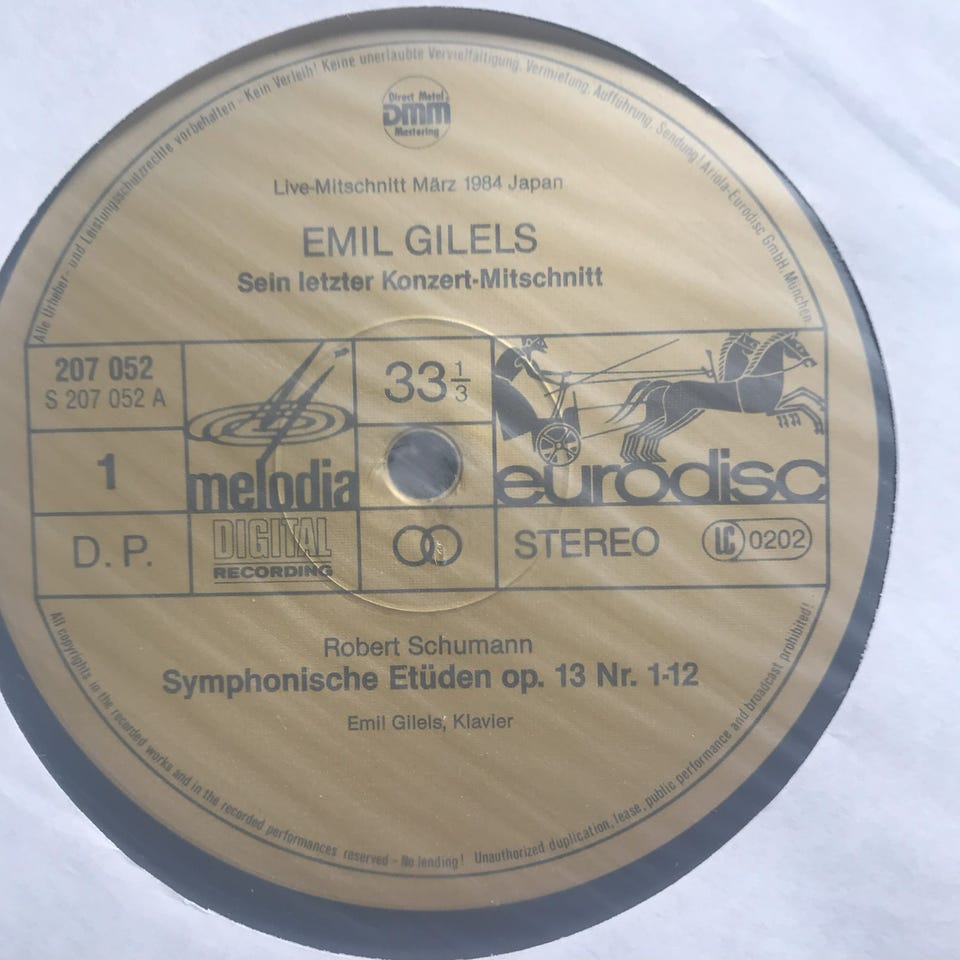 Alle Urheber- und Leistungsschutzrechte vorbehalten - Kein Verleih! Keine unerlaubte Vervielfältigung, Vermietung, Aufführung, Sendung! Ariola-Eurodisc GmbH, München
Direct Metal
DMM
Mastering
Live-Mitschnitt März 1984 Japan
EMIL GILELS
Sein letzter Konzert-Mitschnitt
207 052
S 207 052 A
33 1/3
1
melodia
eurodisc
D. P.
DIGITAL
RECORDING
STEREO
LC 0202
Robert Schumann
Symphonische Etüden op. 13 Nr. 1-12
Emil Gilels, Klavier
All copyrights in the recorded works and in the recorded performances reserved - No lending! Unauthorized duplication, lease, public performance and broadcast prohibited!